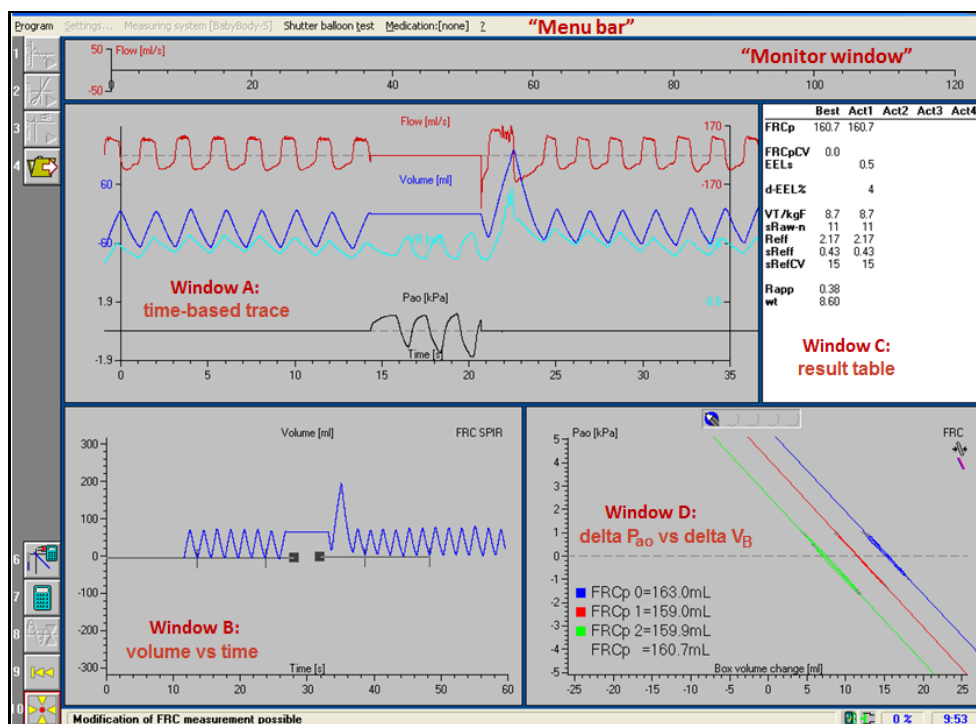 Program Settings... Measuring system [BabyBody-S] Shutter balloon test Medication:[none] ? "Menu bar"
1
2
3
4
6
7
8
9
10
50
-50
Flow [ml/s]
0 20 40 60 80 100 120
"Monitor window"
Flow [ml/s]
170
-170
60
-60
Volume [ml]
Window A:
time-based trace
-8.6
1.9
-1.9
Pao [kPa]
Time [s]
0 5 10 15 20 25 30 35
Best Act1 Act2 Act3 Act4
FRCp 160.7 160.7
FRCpCV 0.0
EELs 0.5
d-EEL% 4
VT/kgF 8.7 8.7
sRaw-n 11 11
Reff 2.17 2.17
sReff 0.43 0.43
sRefCV 15 15
Rapp 0.38
wt 8.60
Window C:
result table
Volume [ml] FRC SPIR
300
200
100
0
-100
-200
-300
Window B:
volume vs time
Time [s]
0 10 20 30 40 50 60
Pao [kPa] FRC
5
4
3
2
1
0
-1
-2
-3
-4
-5
Window D:
delta Pao vs delta VB
FRCp 0=163.0mL
FRCp 1=159.0mL
FRCp 2=159.9mL
FRCp =160.7mL
Box volume change [ml]
-25 -20 -15 -10 -5 0 5 10 15 20 25
Modification of FRC measurement possible 0 % 9:53